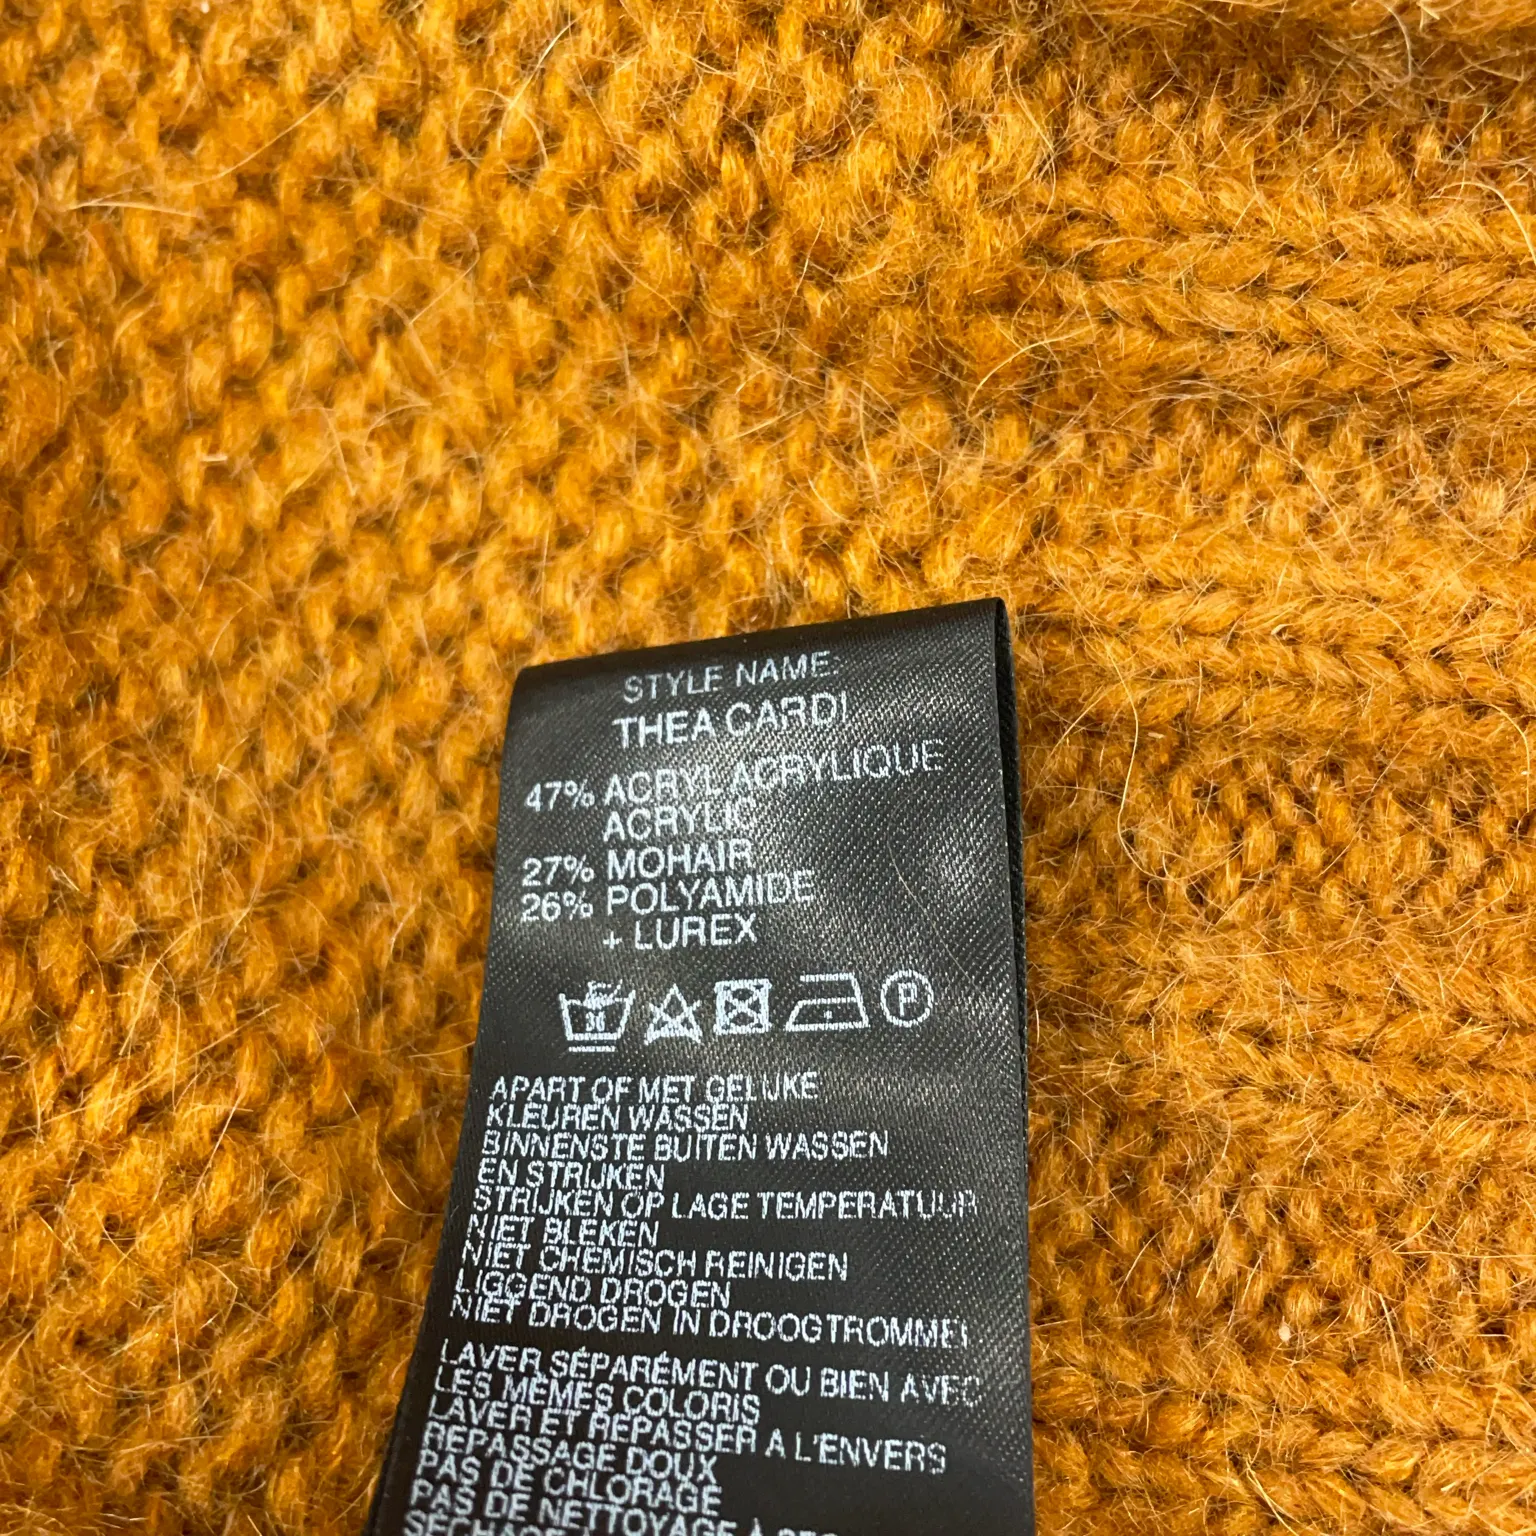 STYLE NAME:
THEA CARDI
47% ACRYL ACRYLIQUE
ACRYLIC
27% MOHAIR
26% POLYAMIDE
+ LUREX
30
P
APART OF MET GELIJKE
KLEUREN WASSEN
BINNENSTE BUITEN WASSEN
EN STRIJKEN
STRIJKEN OP LAGE TEMPERATUUR
NIET BLEKEN
NIET CHEMISCH REINIGEN
LIGGEND DROGEN
NIET DROGEN IN DROOGTROMMEL
LAVER SÉPARÉMENT OU BIEN AVEC
LES MÊMES COLORIS
LAVER ET REPASSER A L'ENVERS
REPASSAGE DOUX
PAS DE CHLORAGE
PAS DE NETTOYAGE À SEC
SÉCHAGE